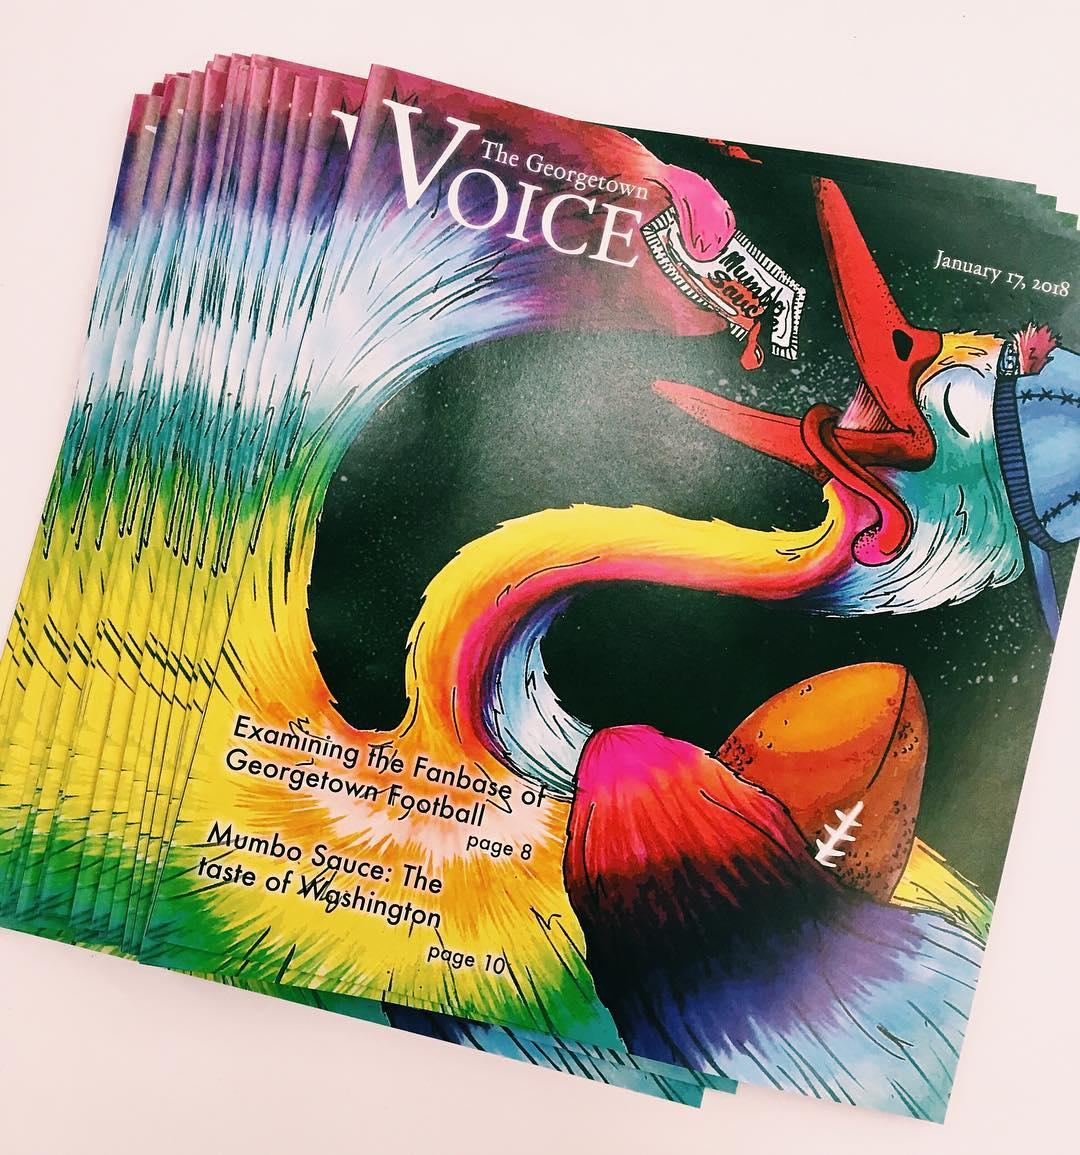 The Georgetown
VOICE
January 17, 2018
Mumbo
Sauce
Examining the Fanbase of
Georgetown Football
page 8
Mumbo Sauce: The
taste of Washington
page 10